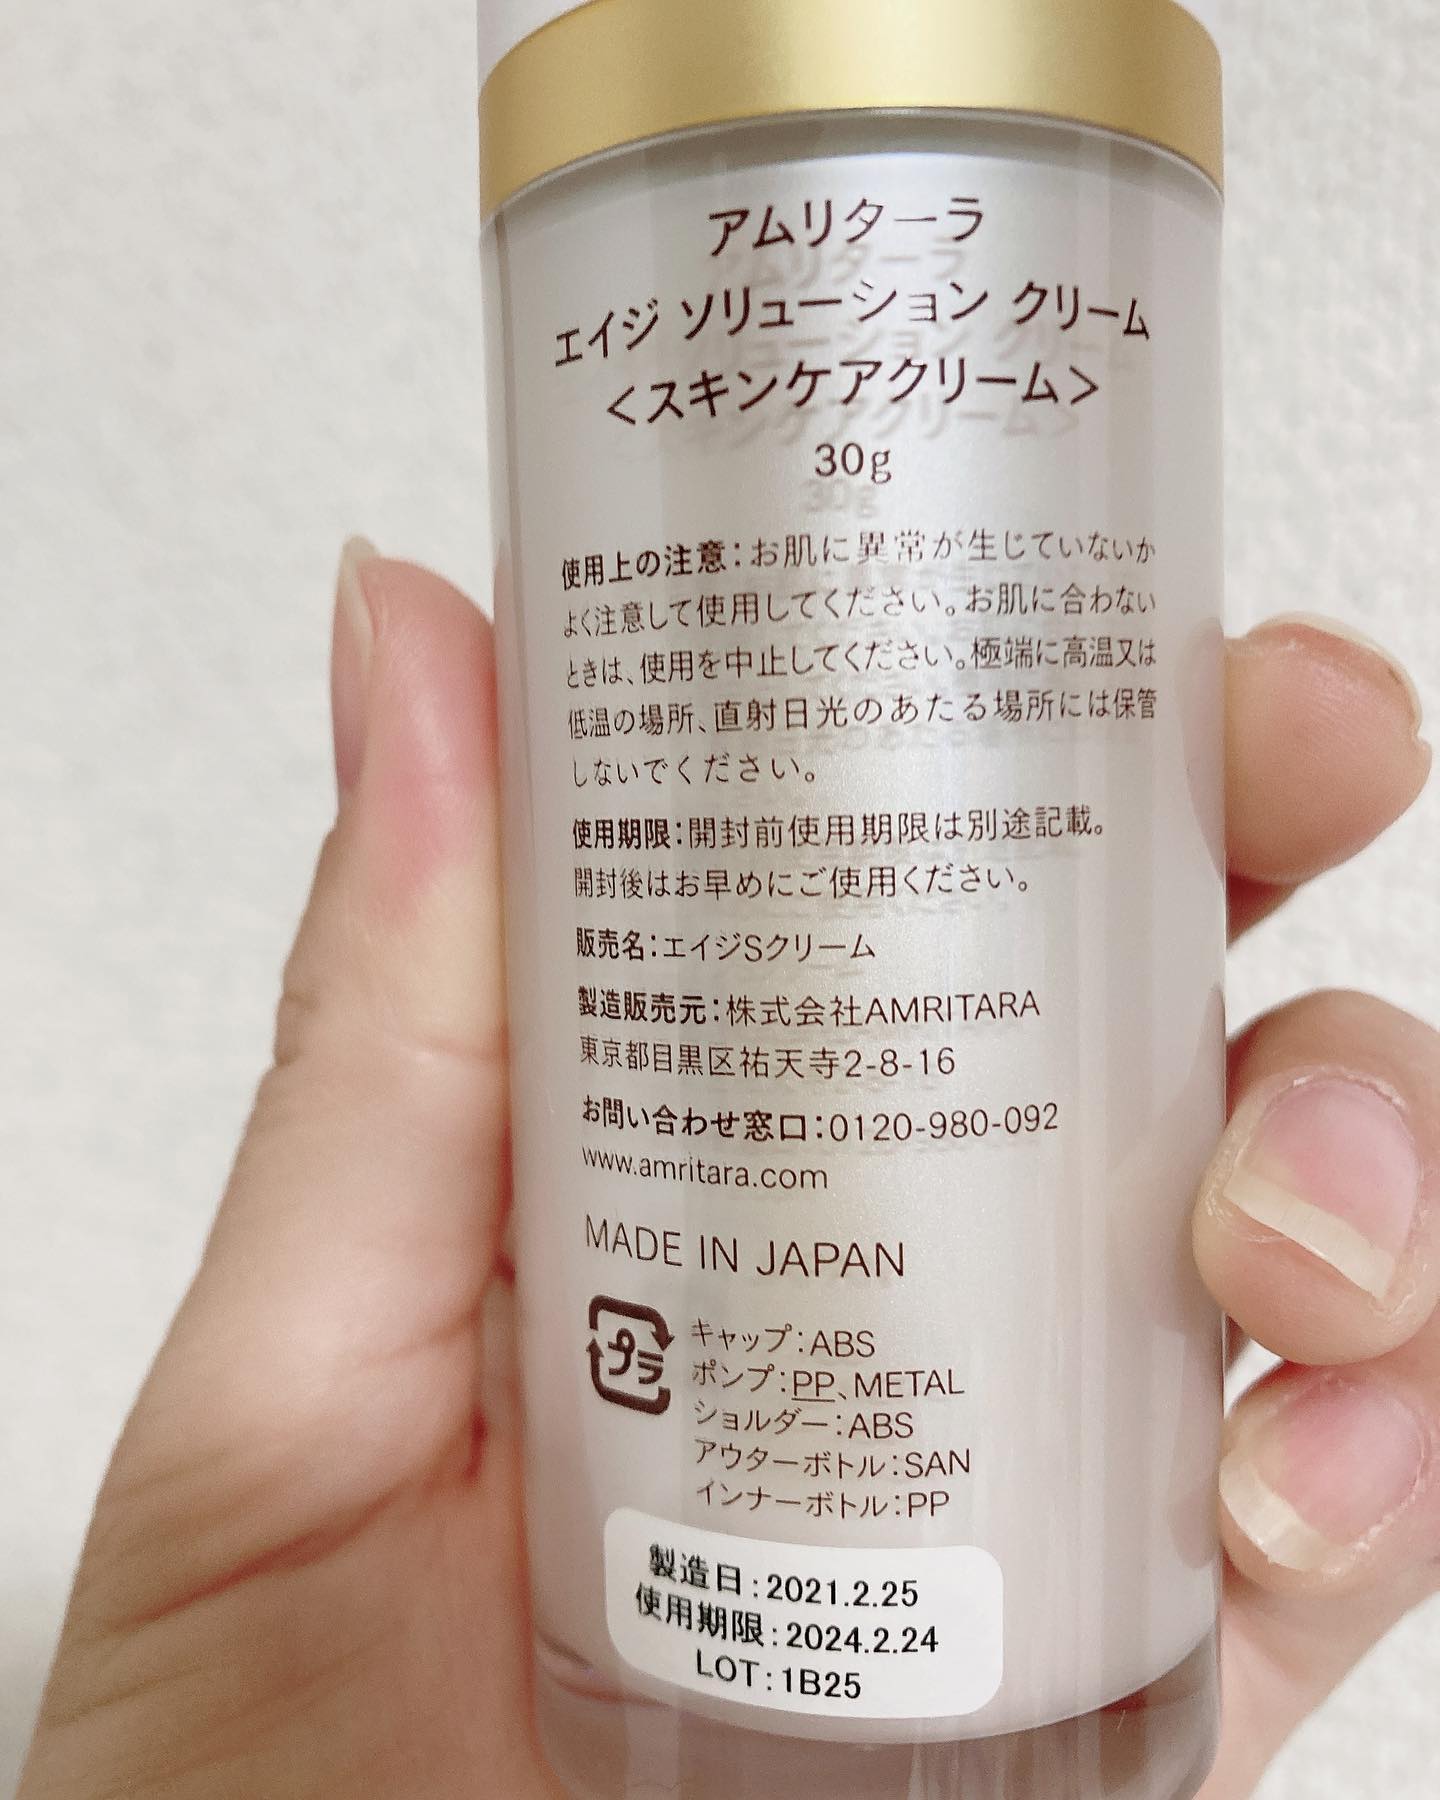 アムリターラ
エイジ ソリューション クリーム
＜スキンケアクリーム＞
30g
使用上の注意：お肌に異常が生じていないか
よく注意して使用してください。お肌に合わない
ときは、使用を中止してください。極端に高温又は
低温の場所、直射日光のあたる場所には保管
しないでください。
使用期限：開封前使用期限は別途記載。
開封後はお早めにご使用ください。
販売名：エイジSクリーム
製造販売元：株式会社AMRITARA
東京都目黒区祐天寺2-8-16
お問い合わせ窓口：0120-980-092
www.amritara.com
MADE IN JAPAN
プラ
キャップ：ABS
ポンプ：PP、METAL
ショルダー：ABS
アウターボトル：SAN
インナーボトル：PP
製造日：2021.2.25
使用期限：2024.2.24
LOT：1B25